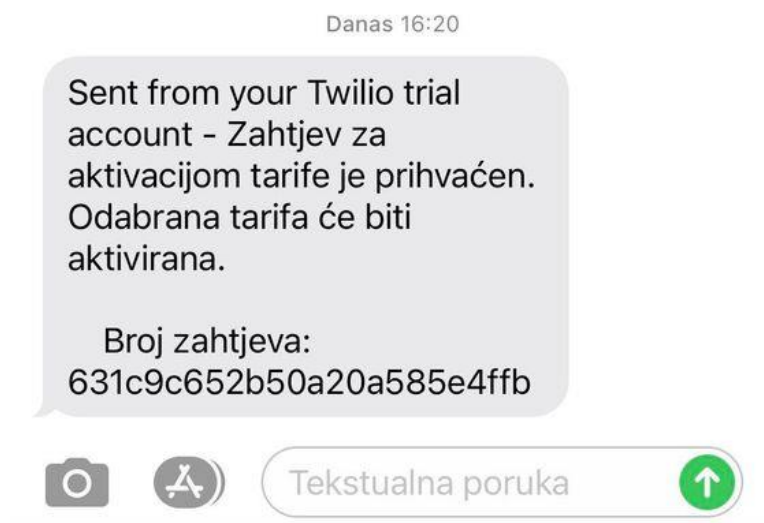 Danas 16:20
Sent from your Twilio trial
account - Zahtjev za
aktivacijom tarife je prihvaćen.
Odabrana tarifa će biti
aktivirana.
Broj zahtjeva:
631c9c652b50a20a585e4ffb
Tekstualna poruka